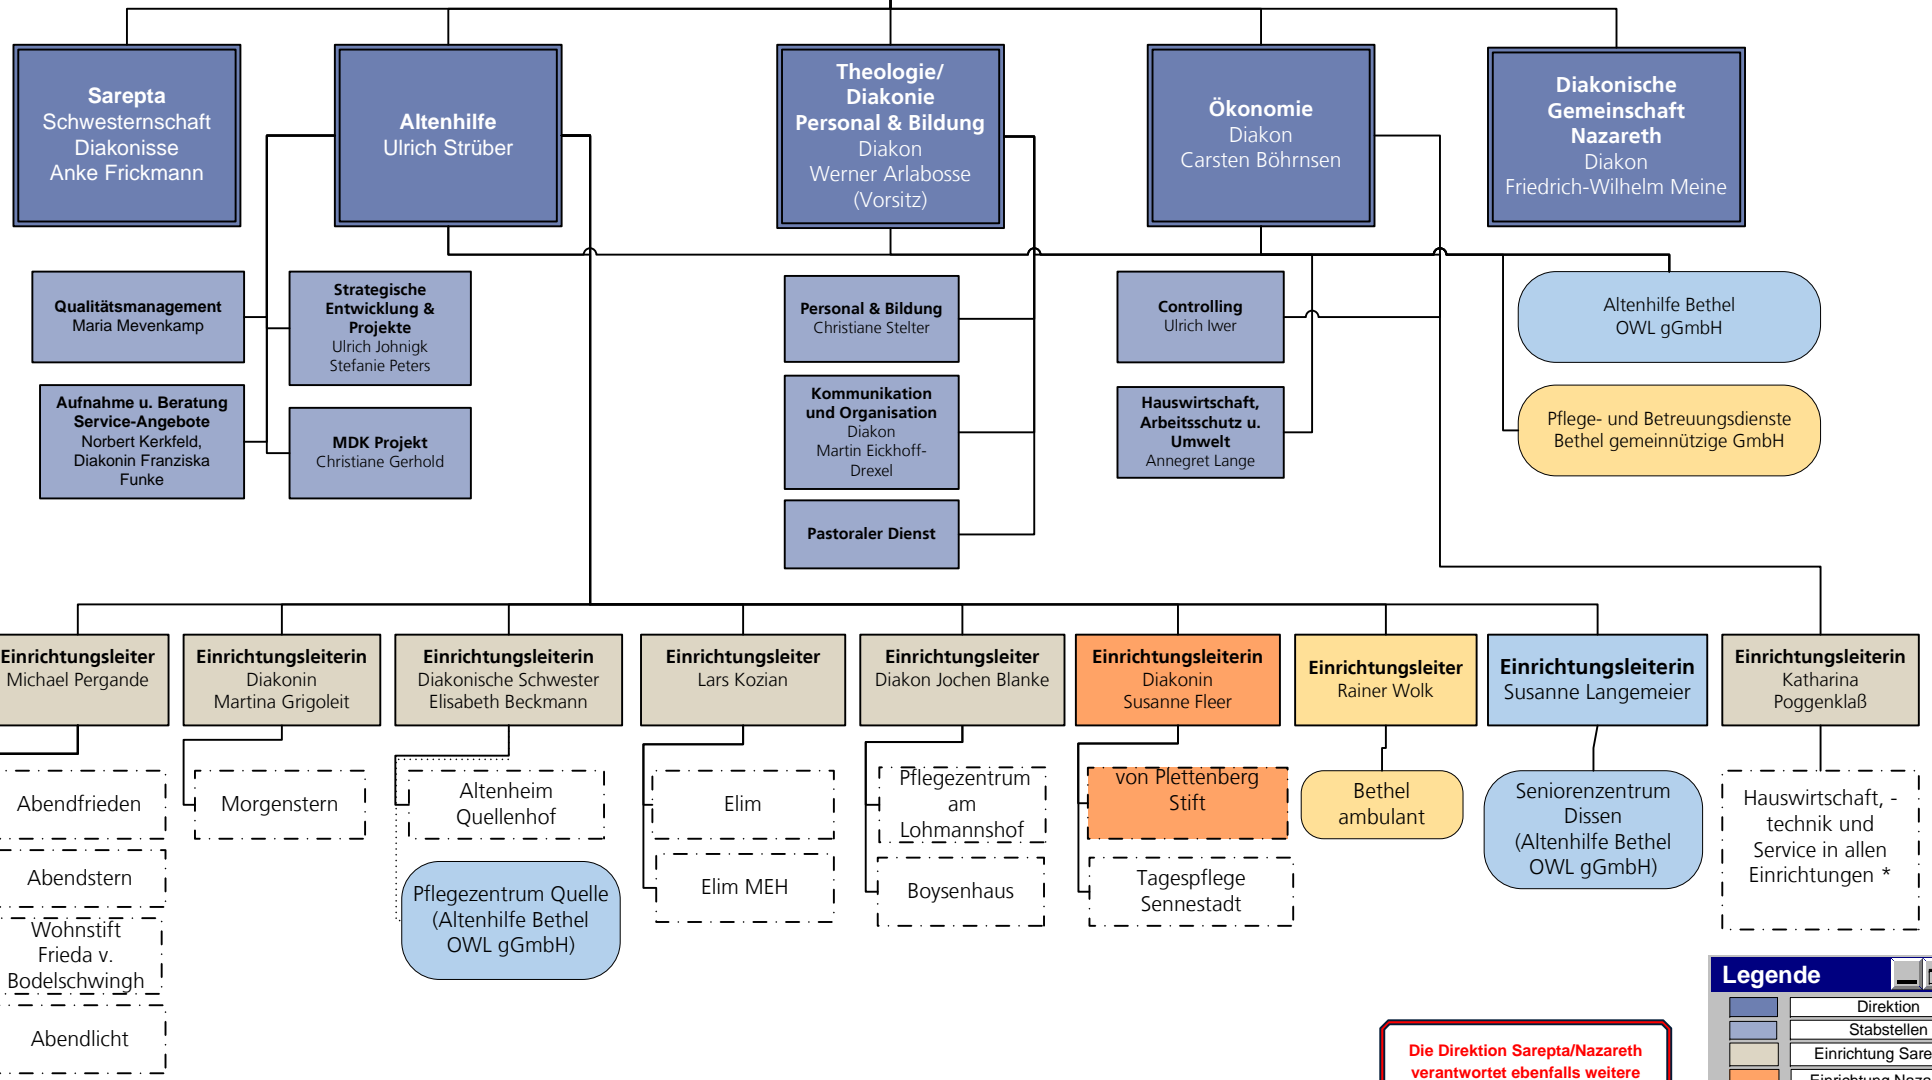 Sarepta
Schwesternschaft
Diakonisse
Anke Frickmann
Altenhilfe
Ulrich Strüber
Theologie/
Diakonie
Personal & Bildung
Diakon
Werner Arlabosse
(Vorsitz)
Ökonomie
Diakon
Carsten Böhrnsen
Diakonische
Gemeinschaft
Nazareth
Diakon
Friedrich-Wilhelm Meine
Qualitätsmanagement
Maria Mevenkamp
Strategische
Entwicklung &
Projekte
Ulrich Johnigk
Stefanie Peters
Personal & Bildung
Christiane Stelter
Controlling
Ulrich Iwer
Altenhilfe Bethel
OWL gGmbH
Aufnahme u. Beratung
Service-Angebote
Norbert Kerkfeld,
Diakonin Franziska
Funke
MDK Projekt
Christiane Gerhold
Kommunikation
und Organisation
Diakon
Martin Eickhoff-
Drexel
Hauswirtschaft,
Arbeitsschutz u.
Umwelt
Annegret Lange
Pflege- und Betreuungsdienste
Bethel gemeinnützige GmbH
Pastoraler Dienst
Einrichtungsleiter
Michael Pergande
Einrichtungsleiterin
Diakonin
Martina Grigoleit
Einrichtungsleiterin
Diakonische Schwester
Elisabeth Beckmann
Einrichtungsleiter
Lars Kozian
Einrichtungsleiter
Diakon Jochen Blanke
Einrichtungsleiterin
Diakonin
Susanne Fleer
Einrichtungsleiter
Rainer Wolk
Einrichtungsleiterin
Susanne Langemeier
Einrichtungsleiterin
Katharina
Poggenklaß
Abendfrieden
Morgenstern
Altenheim
Quellenhof
Elim
Pflegezentrum
am
Lohmannshof
von Plettenberg
Stift
Bethel
ambulant
Seniorenzentrum
Dissen
(Altenhilfe Bethel
OWL gGmbH)
Hauswirtschaft, -
technik und
Service in allen
Einrichtungen *
Abendstern
Pflegezentrum Quelle
(Altenhilfe Bethel
OWL gGmbH)
Elim MEH
Boysenhaus
Tagespflege
Sennestadt
Wohnstift
Frieda v.
Bodelschwingh
Abendlicht
Die Direktion Sarepta/Nazareth
verantwortet ebenfalls weitere
Legende
Direktion
Stabstellen
Einrichtung Sare